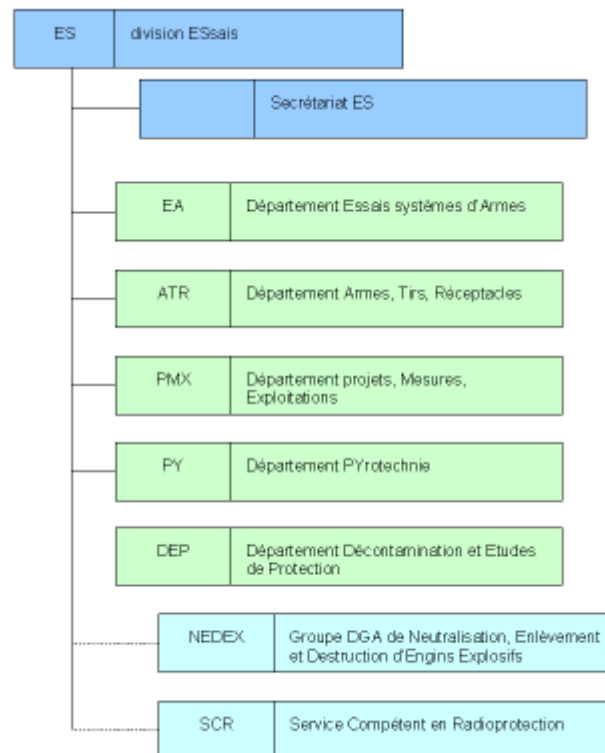 ES division ESsais
Secrétariat ES
EA Département Essais systèmes d'Armes
ATR Département Armes, Tirs, Réceptacles
PMX Département projets, Mesures,
Exploitations
PY Département PYrotechnie
DEP Département Décontamination et Etudes
de Protection
NEDEX Groupe DGA de Neutralisation, Enlèvement
et Destruction d'Engins Explosifs
SCR Service Compétent en Radioprotection